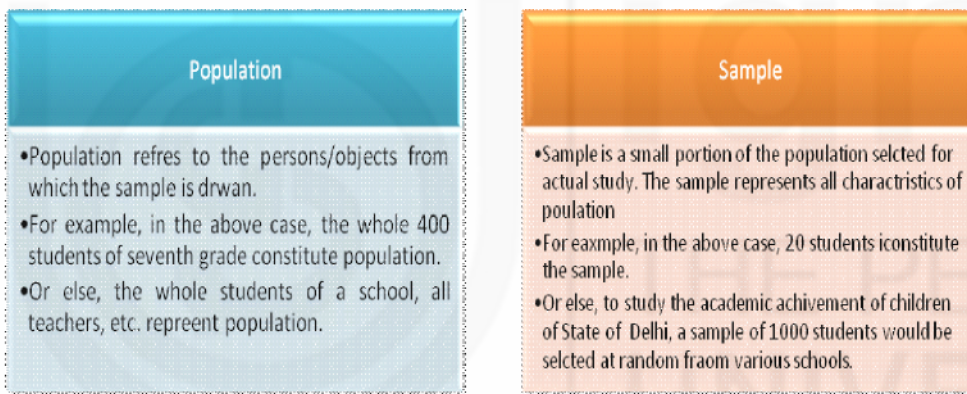 Population
•Population refres to the persons/objects from
which the sample is drwan.
•For example, in the above case, the whole 400
students of seventh grade constitute population.
•Or else, the whole students of a school, all
teachers, etc. repreent population.
Sample
•Sample is a small portion of the population selcted for
actual study. The sample represents all charactristics of
poulation
•For eaxmple, in the above case, 20 students iconstitute
the sample.
•Or else, to study the academic achivement of children
of State of Delhi, a sample of 1000 students would be
selcted at random fraom various schools.